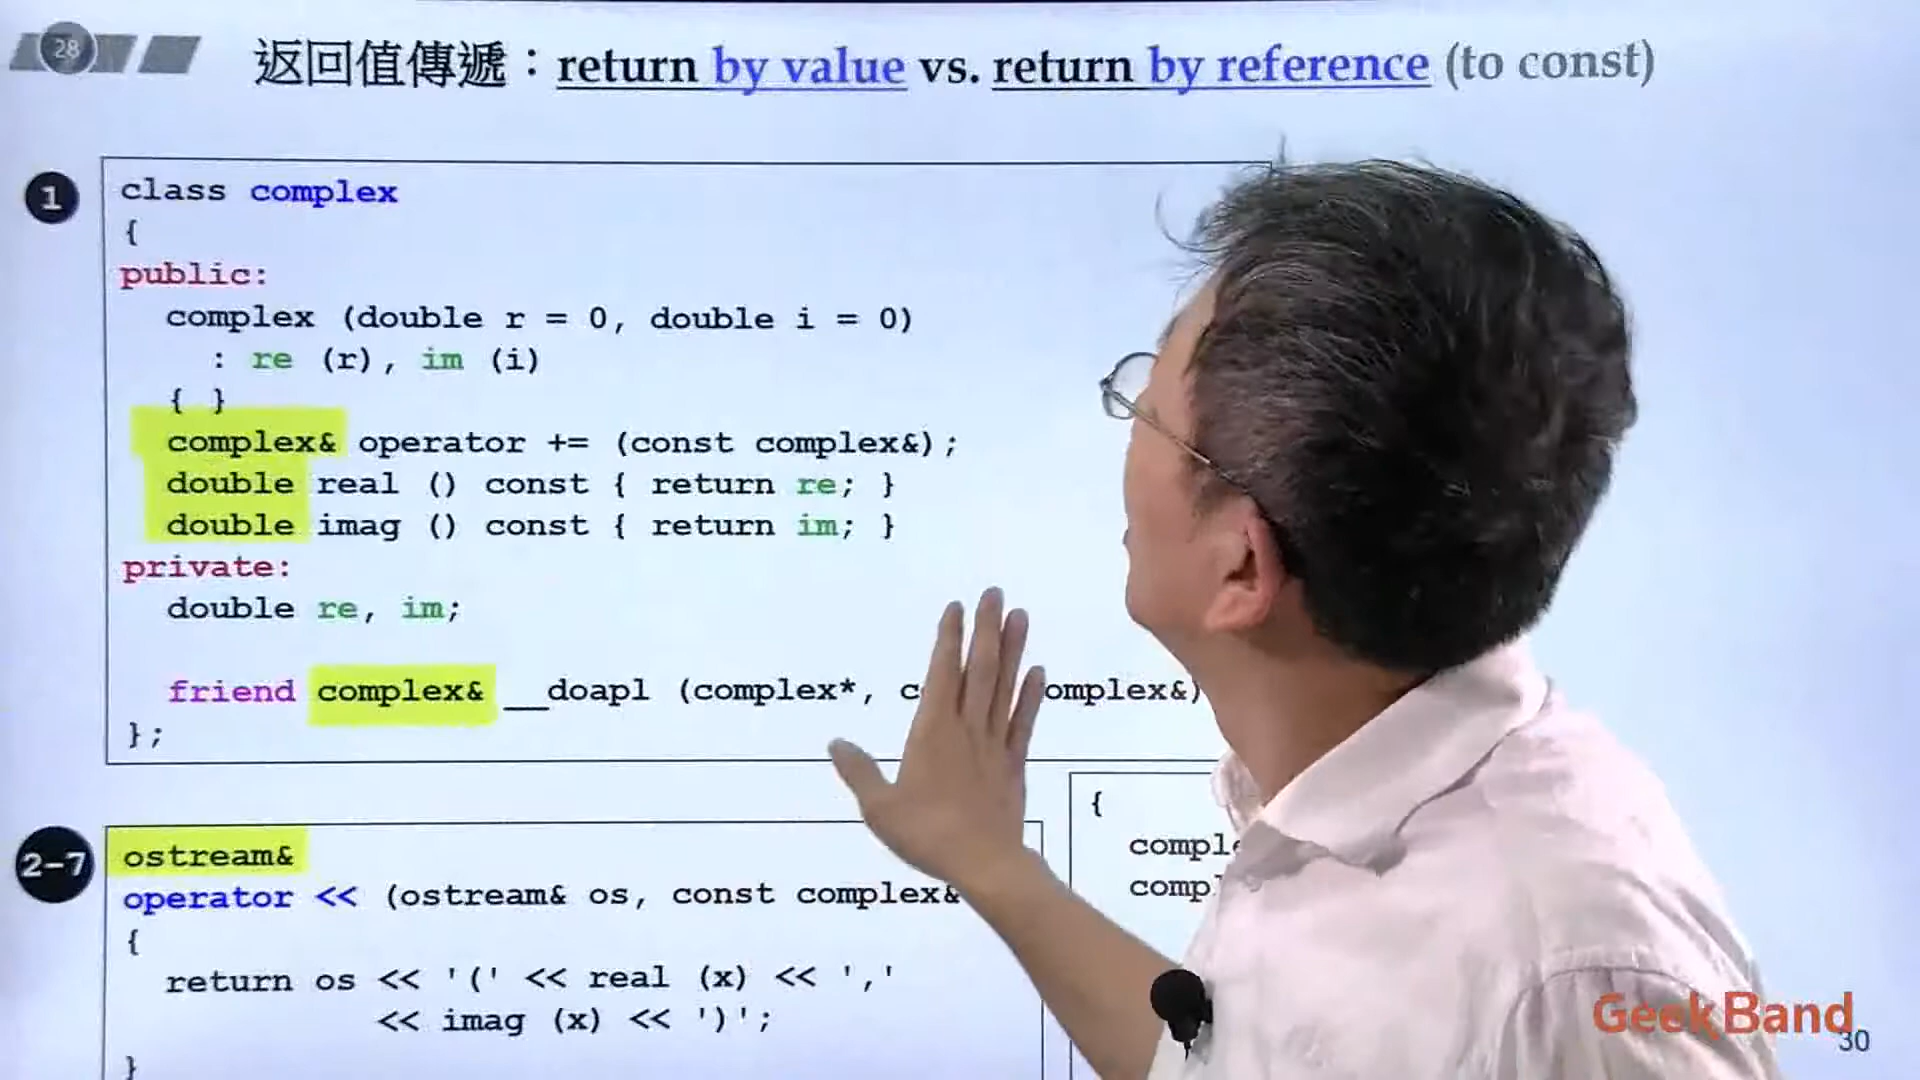 28
返回值傳遞：return by value vs. return by reference (to const)
1
class complex
{
public:
complex (double r = 0, double i = 0)
: re (r), im (i)
{ }
complex& operator += (const complex&);
double real () const { return re; }
double imag () const { return im; }
private:
double re, im;
friend complex& __doapl (complex*, c omplex&)
};
2-7
ostream&
operator << (ostream& os, const complex&
{
return os << '(' << real (x) << ','
<< imag (x) << ')';
}
{
comple
compl
GeekBand
30